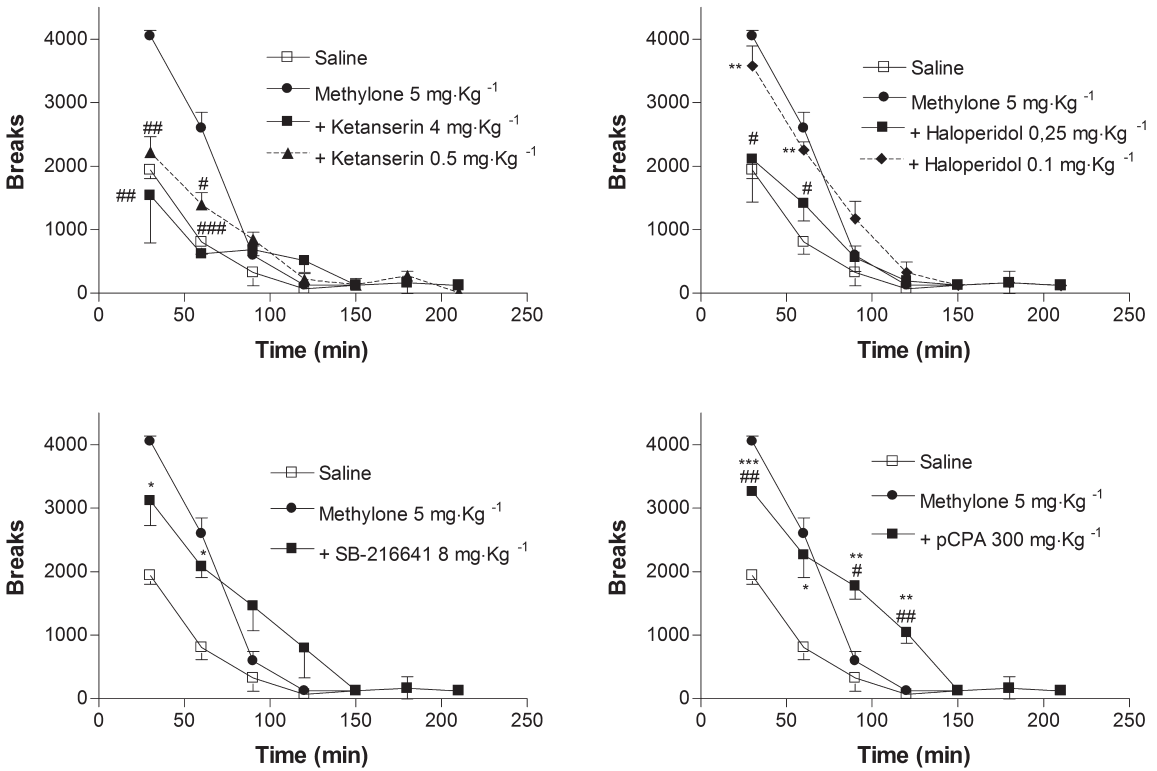 Breaks
4000
3000
2000
1000
0
0 50 100 150 200 250
Time (min)
Saline
Methylone 5 mg·Kg -1
+ Ketanserin 4 mg·Kg -1
+ Ketanserin 0.5 mg·Kg -1
##
##
#
###
Breaks
4000
3000
2000
1000
0
0 50 100 150 200 250
Time (min)
Saline
Methylone 5 mg·Kg -1
+ Haloperidol 0,25 mg·Kg -1
+ Haloperidol 0.1 mg·Kg -1
**
**
#
#
Breaks
4000
3000
2000
1000
0
0 50 100 150 200 250
Time (min)
Saline
Methylone 5 mg·Kg -1
+ SB-216641 8 mg·Kg -1
*
*
Breaks
4000
3000
2000
1000
0
0 50 100 150 200 250
Time (min)
Saline
Methylone 5 mg·Kg -1
+ pCPA 300 mg·Kg -1
***
##
*
**
#
**
##